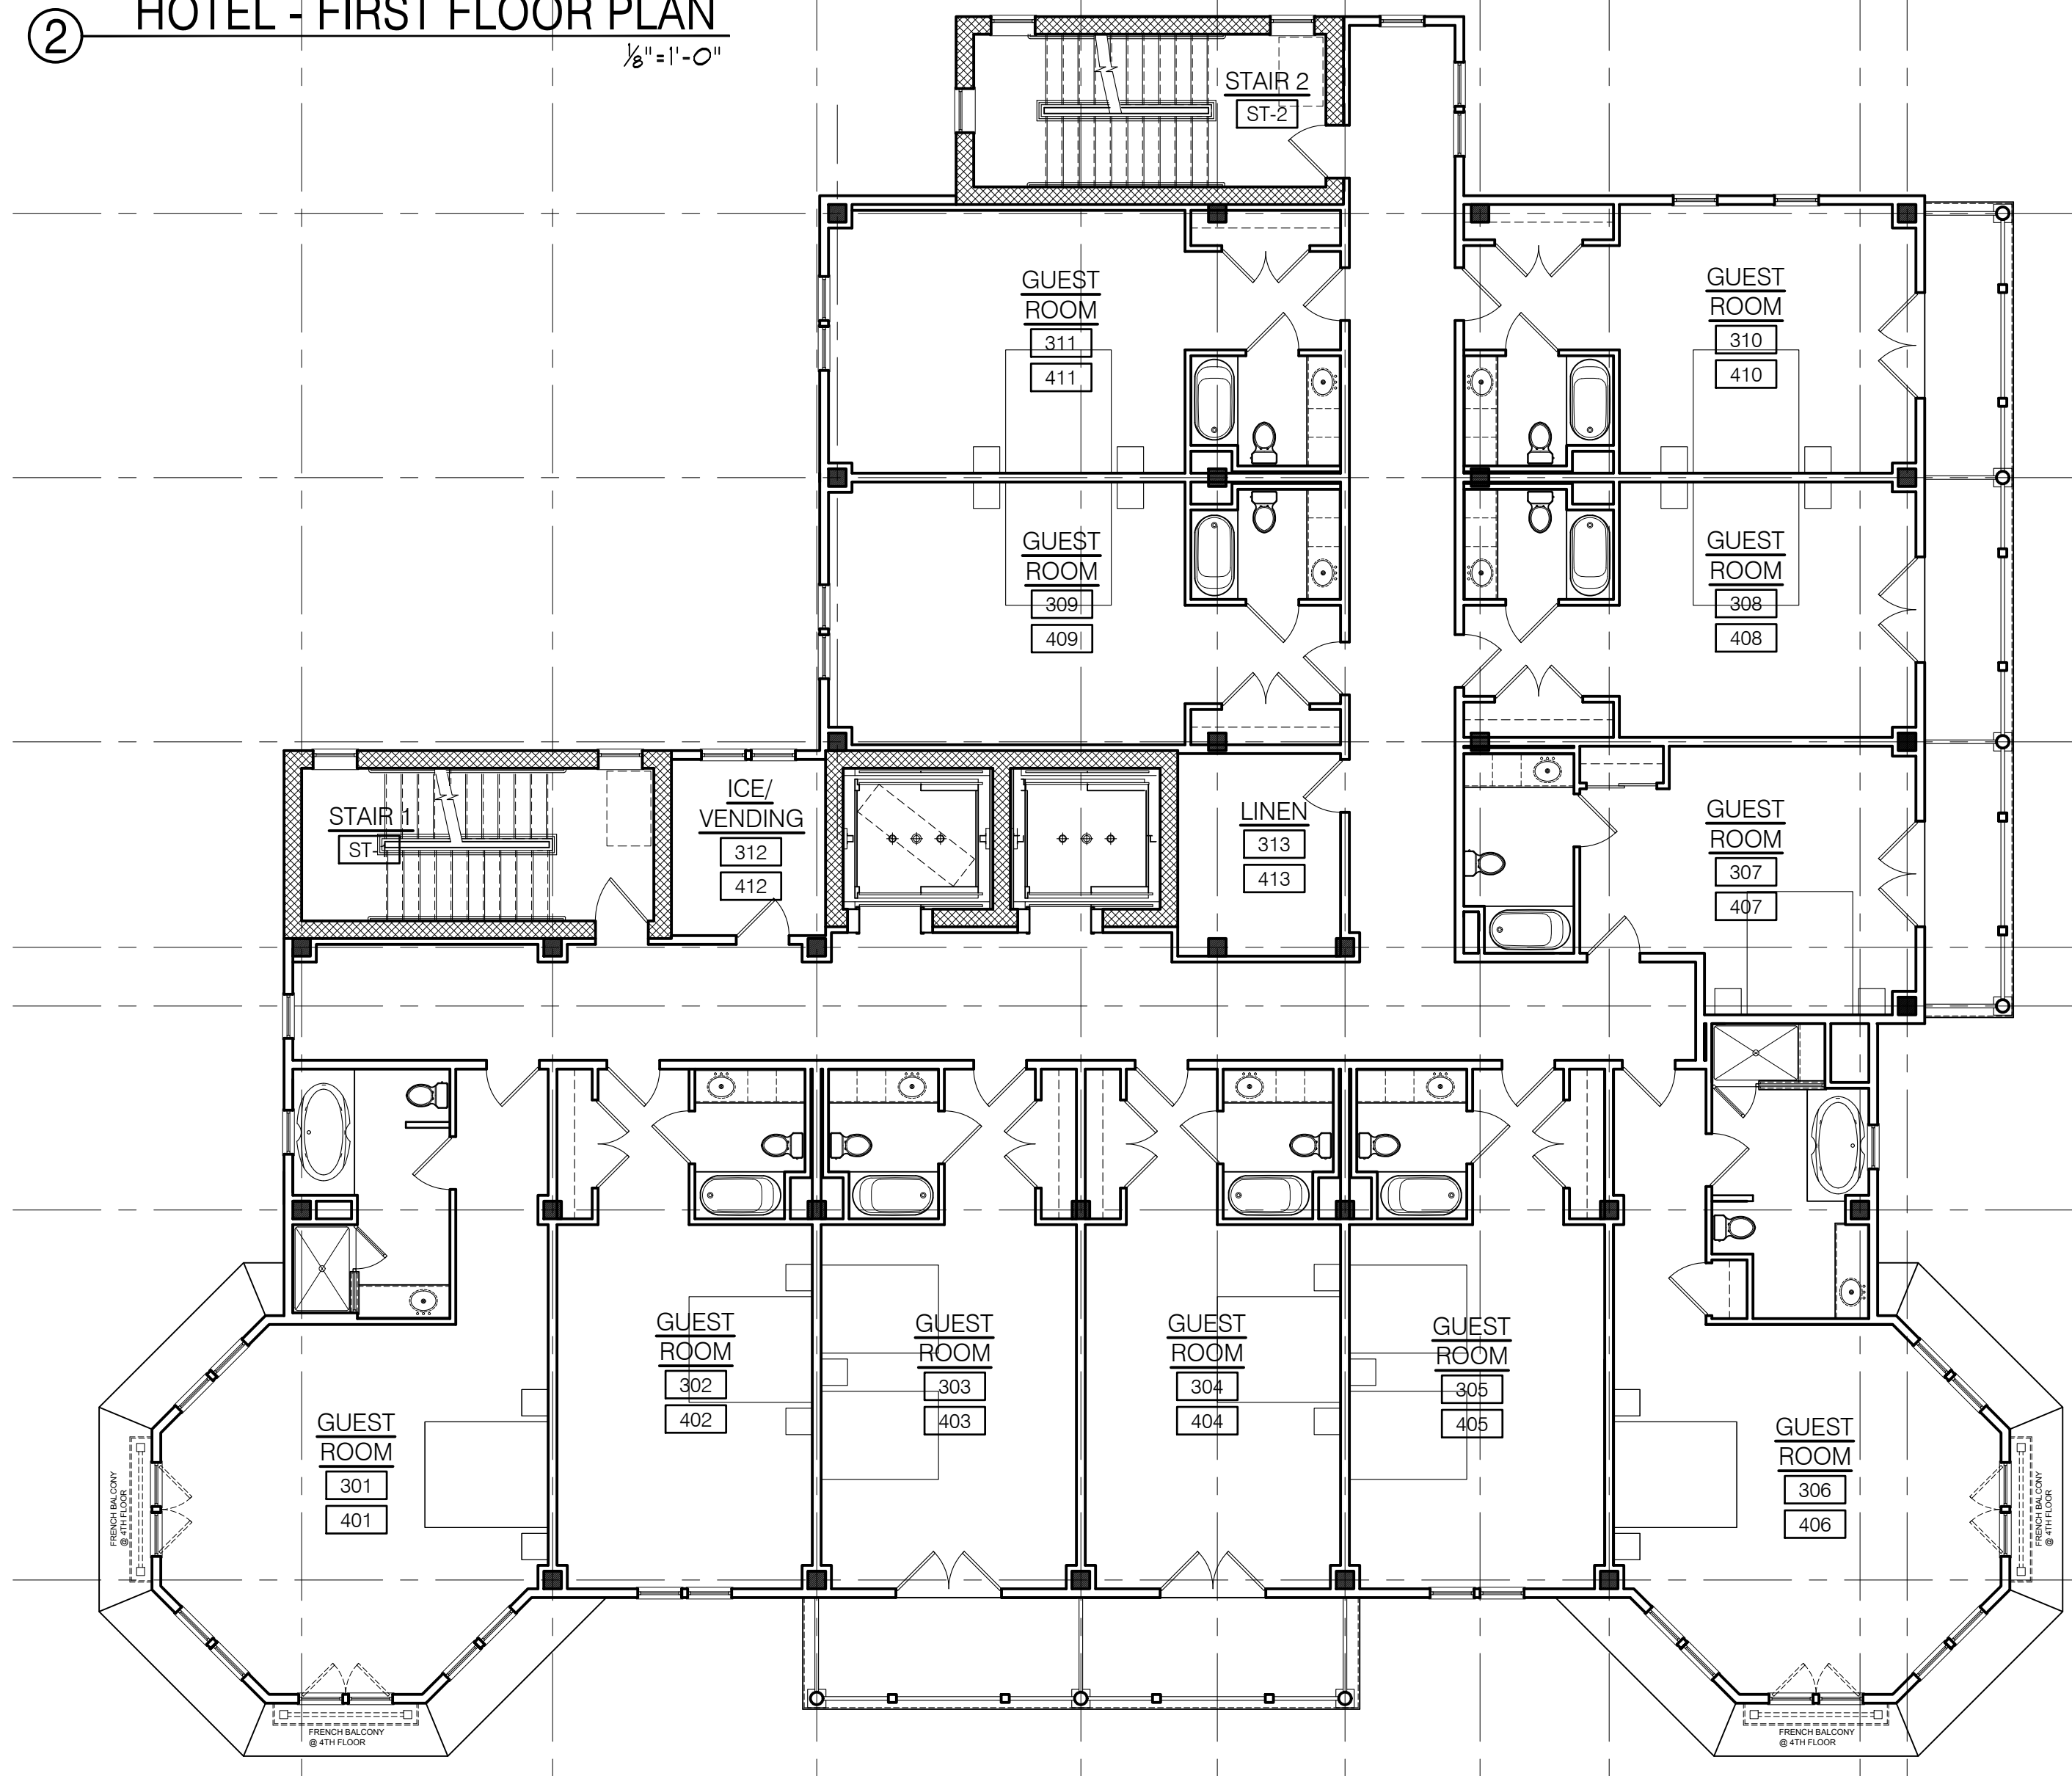 2
HOTEL - FIRST FLOOR PLAN
⅛"=1'-0"
STAIR 2
ST-2
GUEST
ROOM
311
411
GUEST
ROOM
310
410
GUEST
ROOM
309
409
GUEST
ROOM
308
408
STAIR 1
ST-
ICE/
VENDING
312
412
LINEN
313
413
GUEST
ROOM
307
407
GUEST
ROOM
301
401
GUEST
ROOM
302
402
GUEST
ROOM
303
403
GUEST
ROOM
304
404
GUEST
ROOM
305
405
GUEST
ROOM
306
406
FRENCH BALCONY
@ 4TH FLOOR
FRENCH BALCONY
@ 4TH FLOOR
FRENCH BALCONY
@ 4TH FLOOR
FRENCH BALCONY
@ 4TH FLOOR